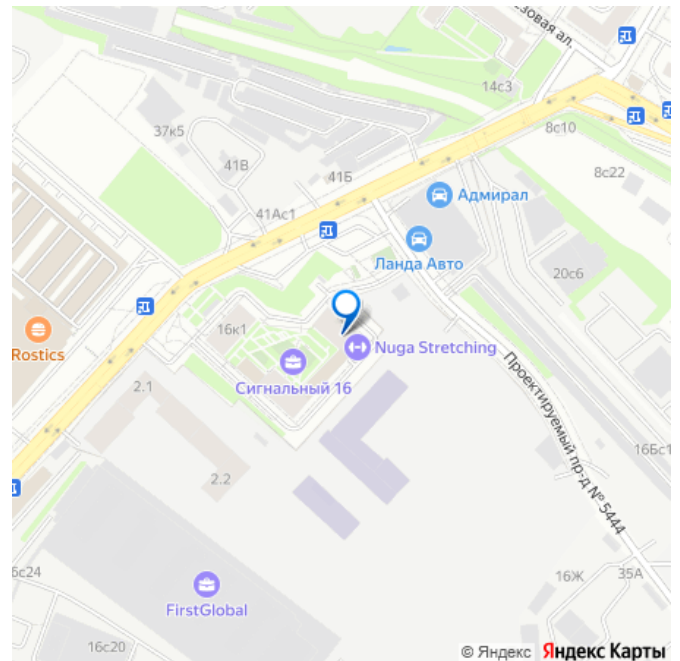 зовая ал.
14с3
37к5
8с10
41В
41Б
8с22
Адмирал
41Ас1
Ланда Авто
20с6
16к1
Rostics
Nuga Stretching
Сигнальный 16
2.1
Проектируемый пр-д № 5444
16Бс1
2.2
6с24
16Ж
35А
FirstGlobal
16с20
© Яндекс Яндекс Карты